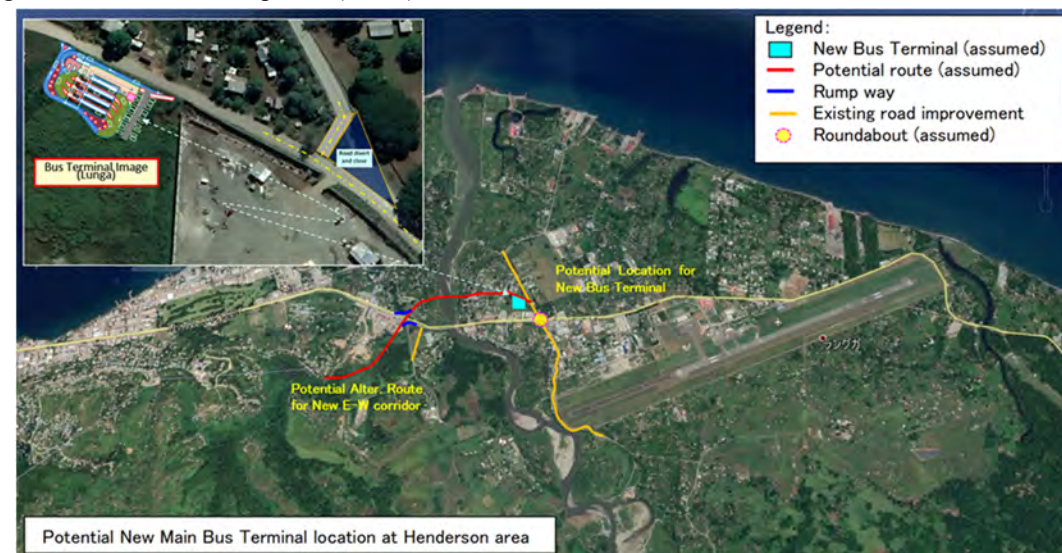 Legend:
New Bus Terminal (assumed)
Potential route (assumed)
Rump way
Existing road improvement
Roundabout (assumed)
Road divert
and close
Bus Terminal Image
(Lunga)
Potential Location for
New Bus Terminal
ルンガ
Potential Alter. Route
for New E-W corridor
Potential New Main Bus Terminal location at Henderson area